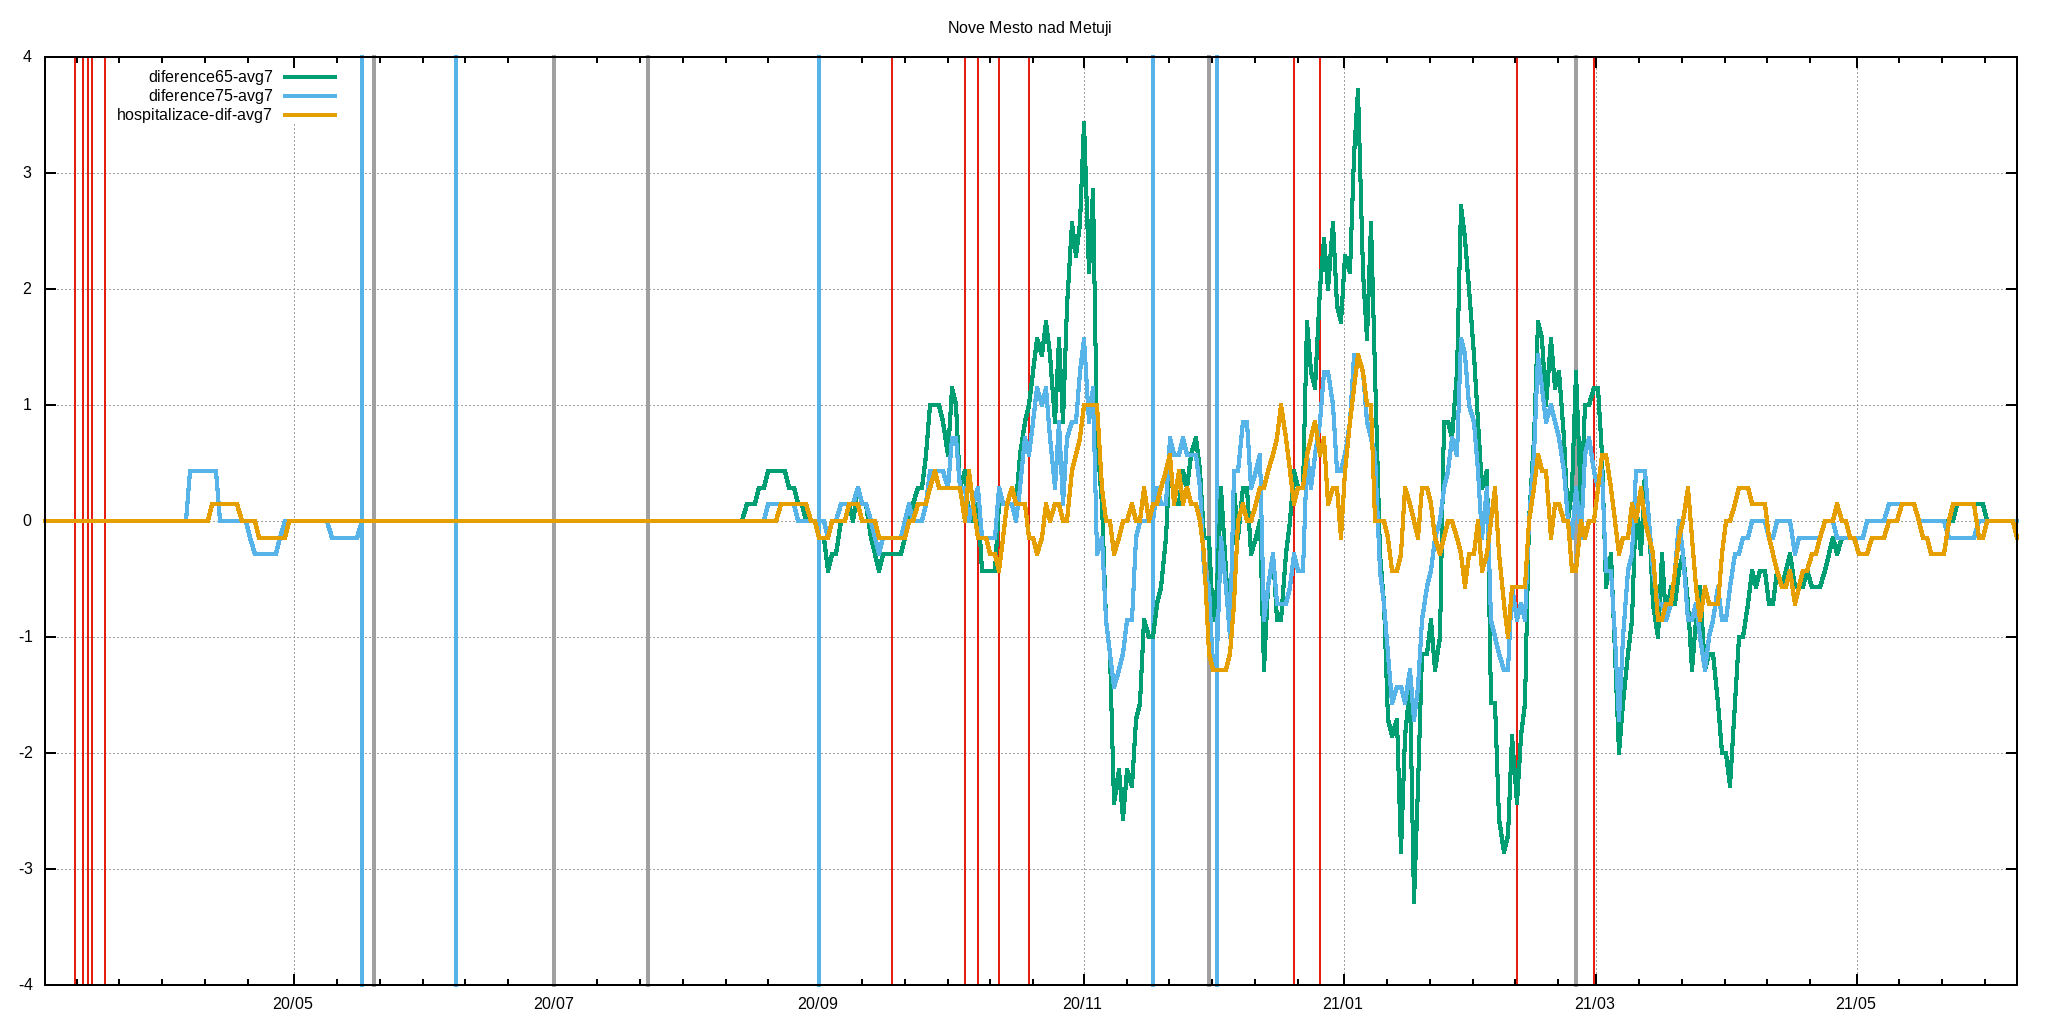 Nove Mesto nad Metuji
diference65-avg7
diference75-avg7
hospitalizace-dif-avg7
4
3
2
1
0
-1
-2
-3
-4
20/05 20/07 20/09 20/11 21/01 21/03 21/05